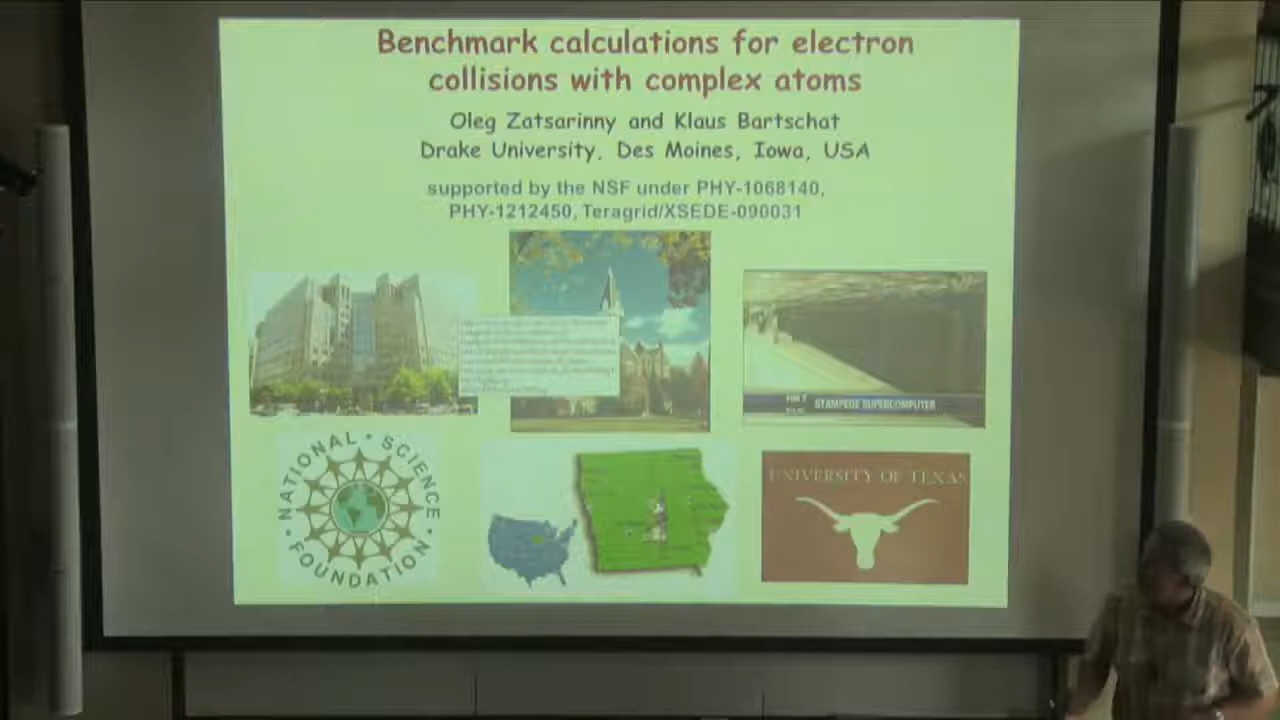 Benchmark calculations for electron
collisions with complex atoms
Oleg Zatsarinny and Klaus Bartschat
Drake University, Des Moines, Iowa, USA
supported by the NSF under PHY-1068140,
PHY-1212450, Teragrid/XSEDE-090031
STAMPEDE SUPERCOMPUTER
NATIONAL • SCIENCE • FOUNDATION •
UNIVERSITY OF TEXAS